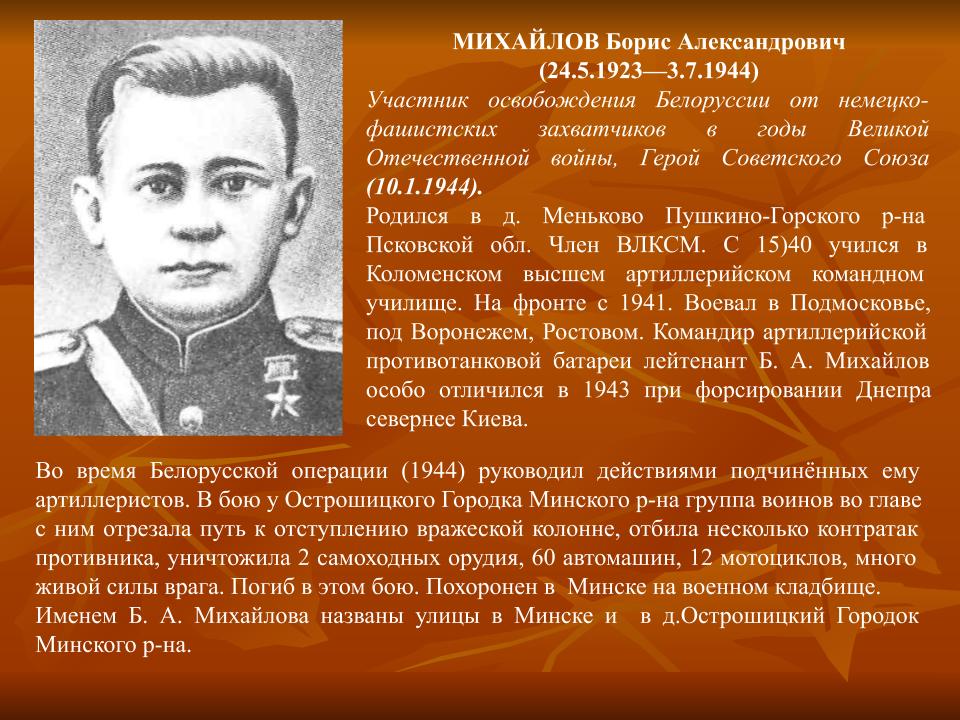 МИХАЙЛОВ Борис Александрович
(24.5.1923—3.7.1944)
Участник освобождения Белоруссии от немецко-
фашистских захватчиков в годы Великой
Отечественной войны, Герой Советского Союза
(10.1.1944).
Родился в д. Меньково Пушкино-Горского р-на
Псковской обл. Член ВЛКСМ. С 15)40 учился в
Коломенском высшем артиллерийском командном
училище. На фронте с 1941. Воевал в Подмосковье,
под Воронежем, Ростовом. Командир артиллерийской
противотанковой батареи лейтенант Б. А. Михайлов
особо отличился в 1943 при форсировании Днепра
севернее Киева.
Во время Белорусской операции (1944) руководил действиями подчинённых ему
артиллеристов. В бою у Острошицкого Городка Минского р-на группа воинов во главе
с ним отрезала путь к отступлению вражеской колонне, отбила несколько контратак
противника, уничтожила 2 самоходных орудия, 60 автомашин, 12 мотоциклов, много
живой силы врага. Погиб в этом бою. Похоронен в Минске на военном кладбище.
Именем Б. А. Михайлова названы улицы в Минске и в д.Острошицкий Городок
Минского р-на.